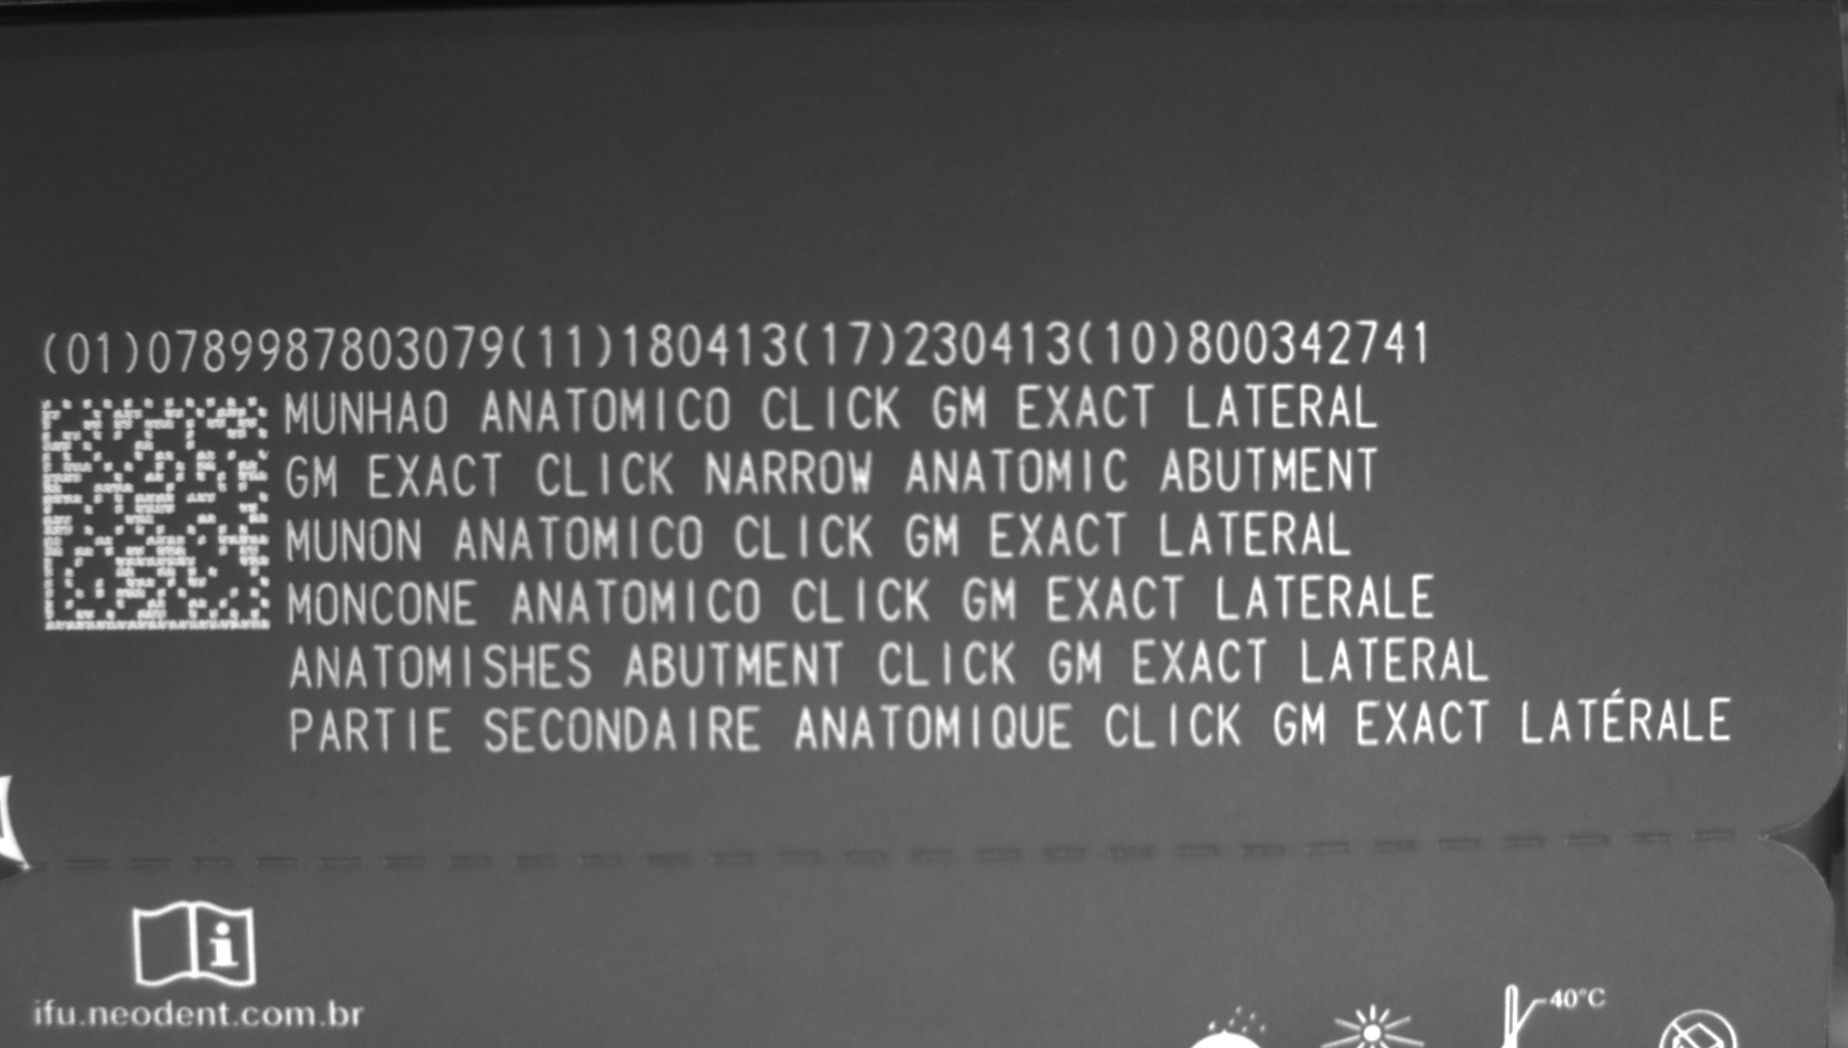 (01)07899878030​79(11)180413(17)230413(10)800342741
MUNHAO ANATOMICO CLICK GM EXACT LATERAL
GM EXACT CLICK NARROW ANATOMIC ABUTMENT
MUNON ANATOMICO CLICK GM EXACT LATERAL
MONCONE ANATOMICO CLICK GM EXACT LATERALE
ANATOMISHES ABUTMENT CLICK GM EXACT LATERAL
PARTIE SECONDAIRE ANATOMIQUE CLICK GM EXACT LATÉRALE
i
ifu.neodent.com.br
40°C